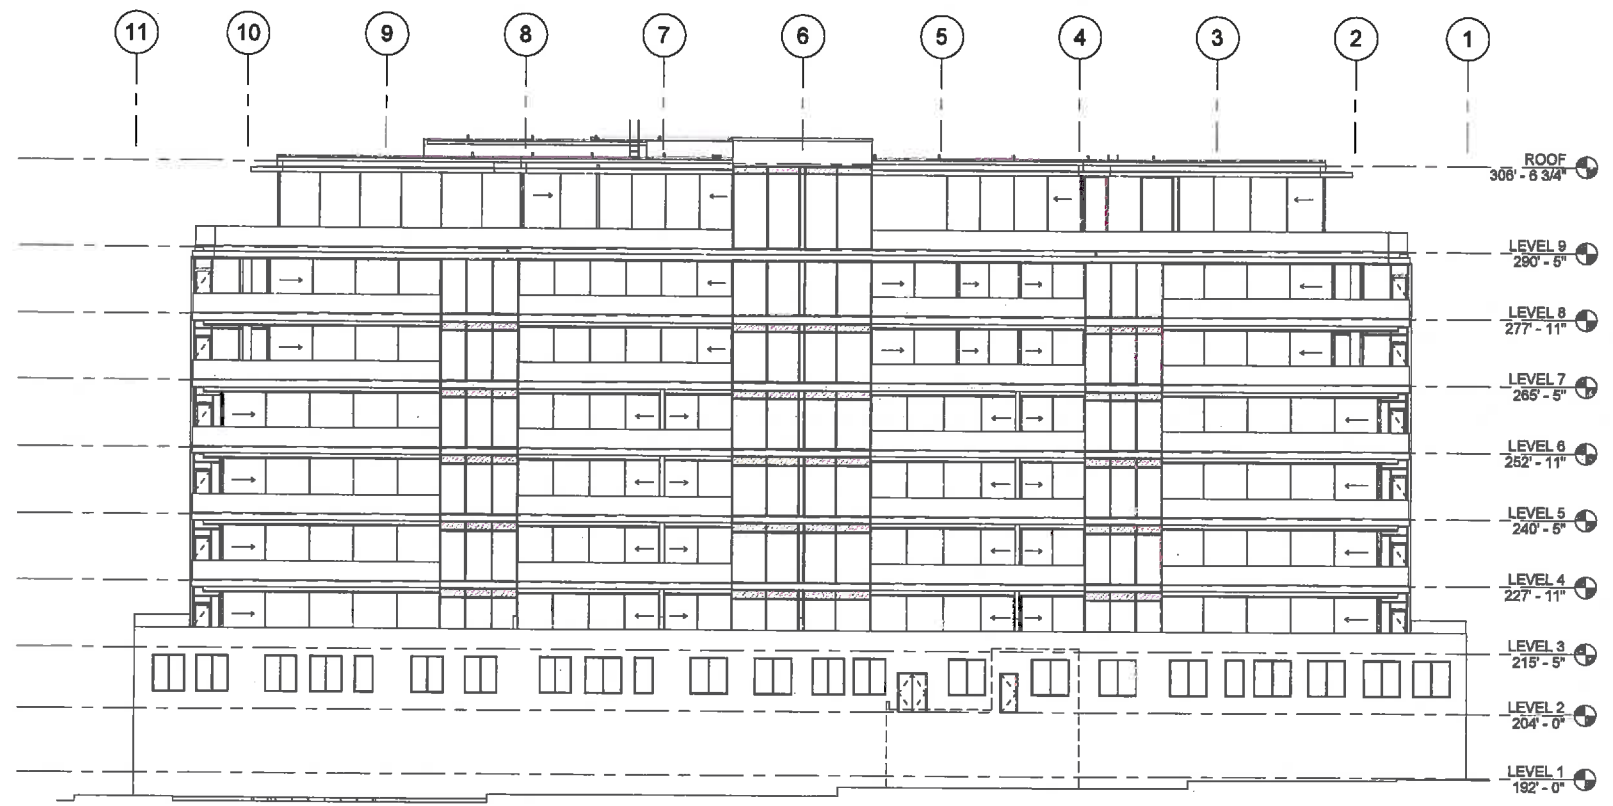 11 10 9 8 7 6 5 4 3 2 1
ROOF
306' - 6 3/4"
LEVEL 9
290' - 5"
LEVEL 8
277' - 11"
LEVEL 7
265' - 5"
LEVEL 6
252' - 11"
LEVEL 5
240' - 5"
LEVEL 4
227' - 11"
LEVEL 3
215' - 5"
LEVEL 2
204' - 0"
LEVEL 1
192' - 0"